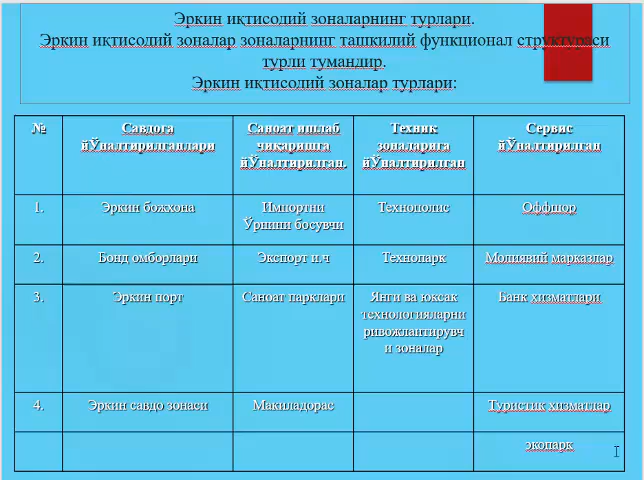 Эркин иқтисодий зоналарнинг турлари.
Эркин иқтисодий зоналар зоналарнинг ташкилий функционал структураси
турли тумандир.
Эркин иқтисодий зоналар турлари:
№
Савдога
йЎналтирилганлари
Саноат ишлаб
чиқаришга
йЎналтирилган.
Техник
зоналарига
йЎналтирилган
Сервис
йЎналтирилган
1.
Эркин божхона
Импортни
Ўрнини босувчи
Технополис
Оффшор
2.
Бонд омборлари
Экспорт и.ч
Технопарк
Молиявий марказлар
3.
Эркин порт
Саноат парклари
Янги ва юксак
технологияларни
ривожлантирувч
и зоналар
Банк хизматлари
4.
Эркин савдо зонаси
Макиладорас
Туристик хизматлар
экопарк